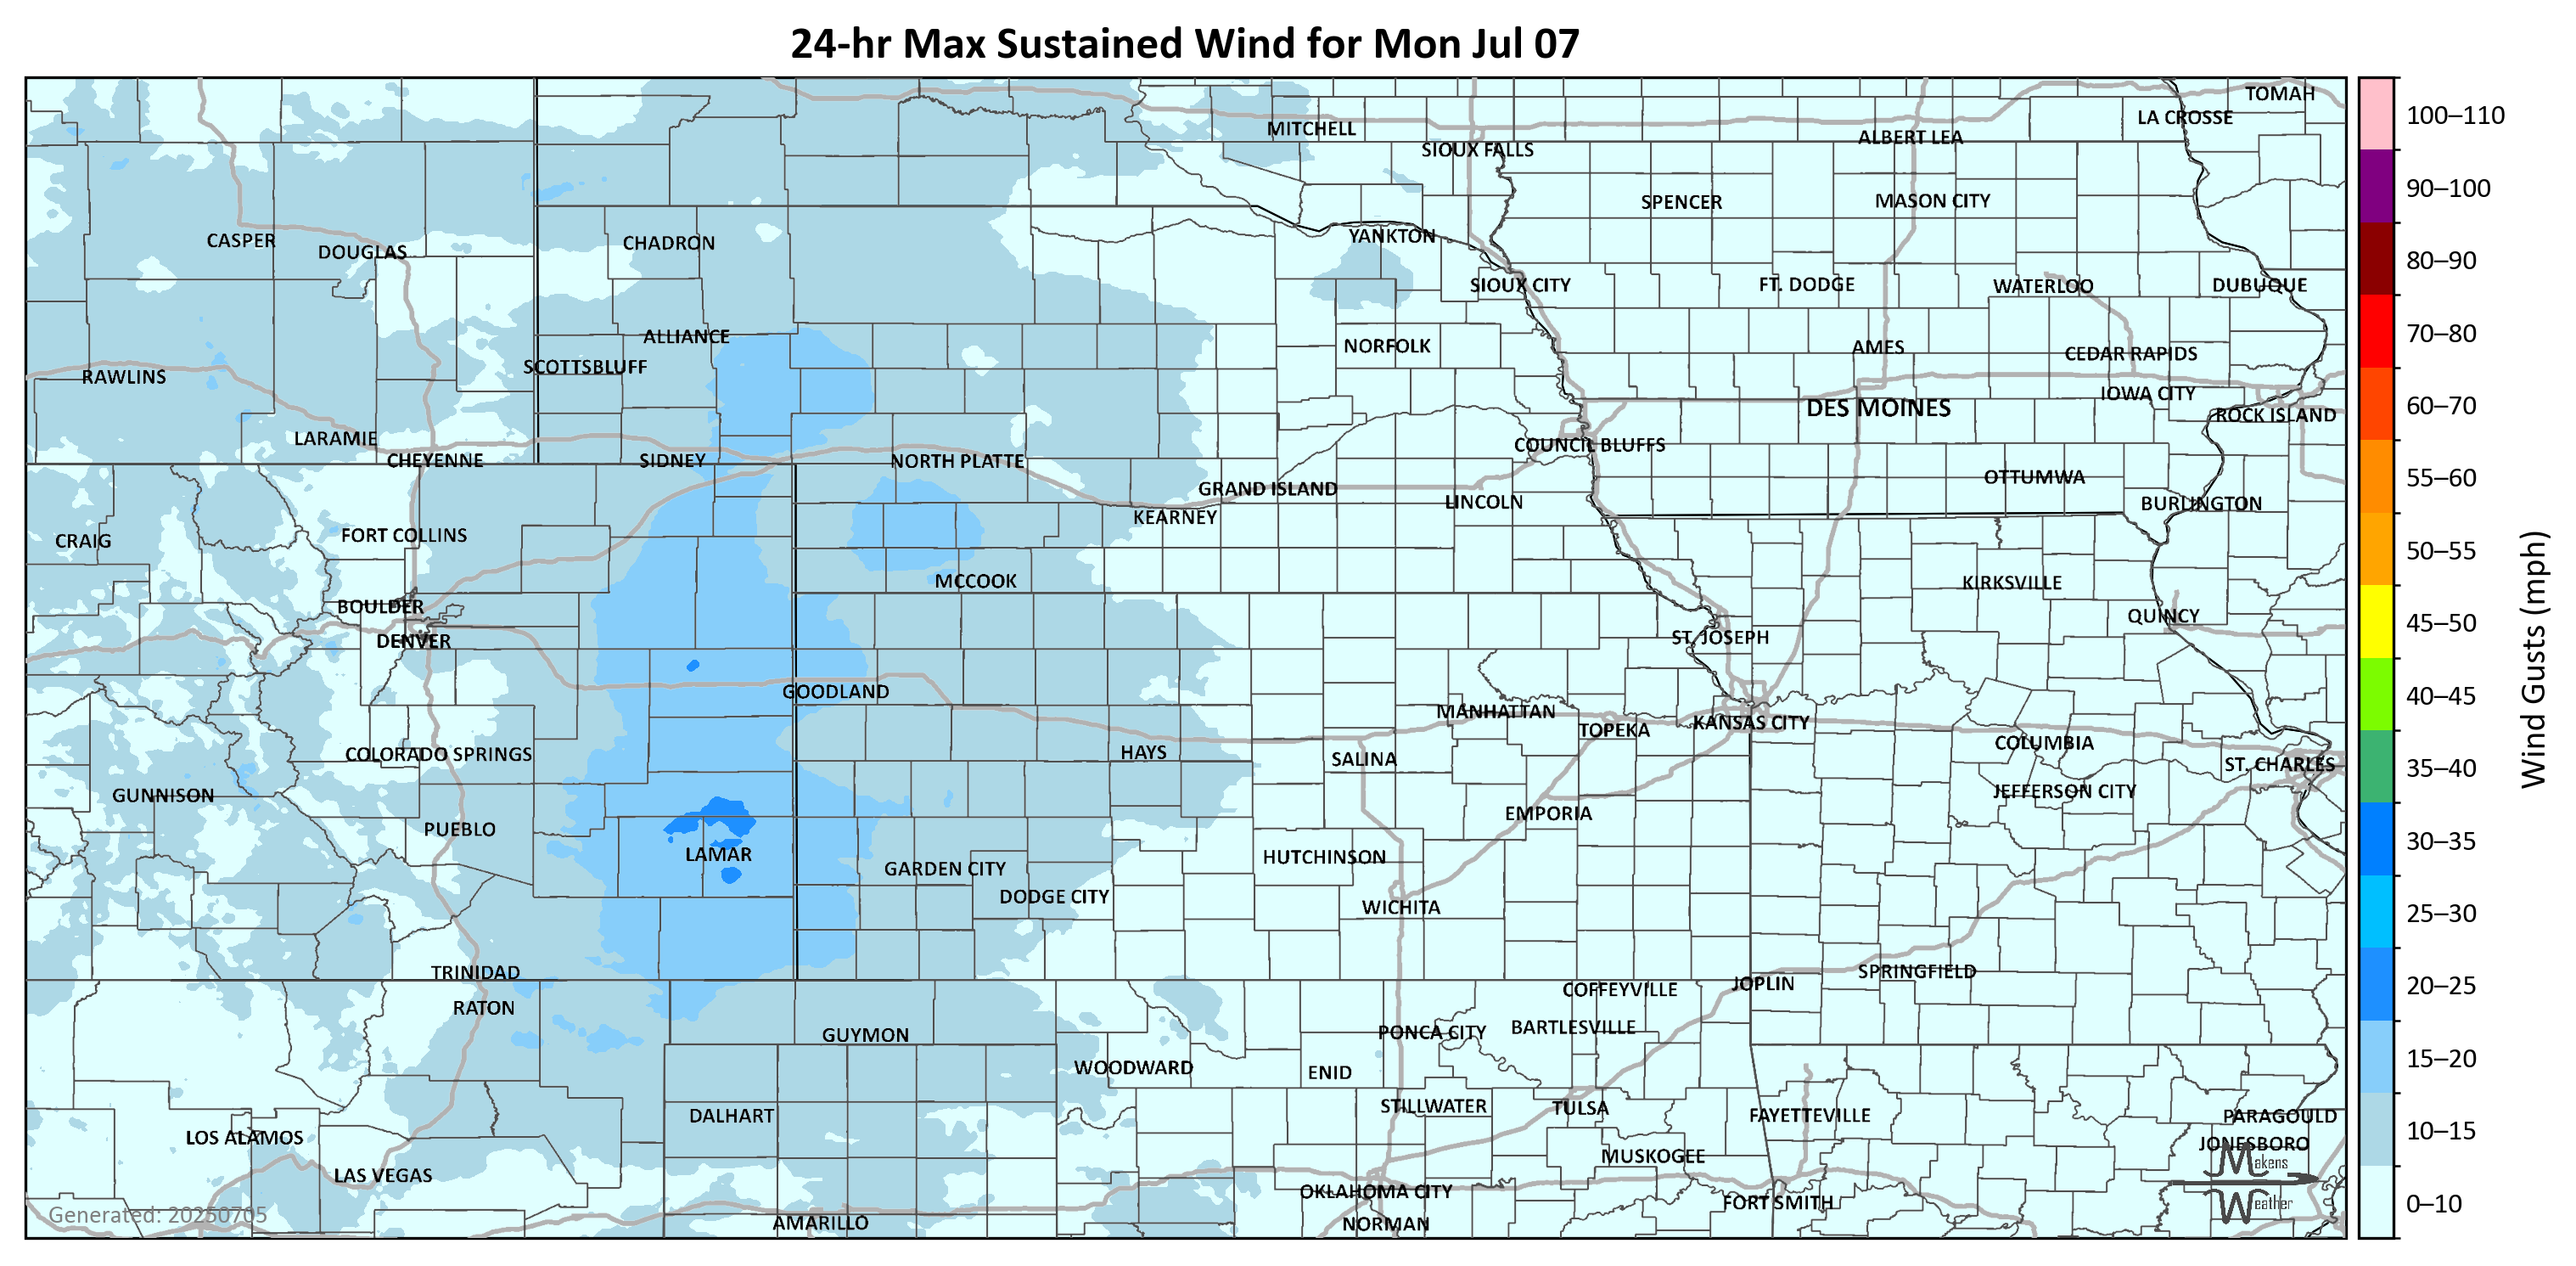 24-hr Max Sustained Wind for Mon Jul 07
TOMAH
LA CROSSE
MITCHELL
ALBERT LEA
SIOUX FALLS
SPENCER
MASON CITY
CASPER
DOUGLAS
CHADRON
YANKTON
SIOUX CITY
FT. DODGE
WATERLOO
DUBUQUE
ALLIANCE
NORFOLK
AMES
CEDAR RAPIDS
SCOTTSBLUFF
RAWLINS
IOWA CITY
DES MOINES
ROCK ISLAND
LARAMIE
COUNCIL BLUFFS
CHEYENNE
SIDNEY
NORTH PLATTE
OTTUMWA
GRAND ISLAND
LINCOLN
BURLINGTON
KEARNEY
FORT COLLINS
CRAIG
MCCOOK
KIRKSVILLE
BOULDER
QUINCY
DENVER
ST. JOSEPH
GOODLAND
MANHATTAN
TOPEKA
KANSAS CITY
COLORADO SPRINGS
HAYS
SALINA
COLUMBIA
ST. CHARLES
GUNNISON
JEFFERSON CITY
EMPORIA
PUEBLO
LAMAR
HUTCHINSON
GARDEN CITY
DODGE CITY
WICHITA
TRINIDAD
SPRINGFIELD
JOPLIN
COFFEYVILLE
RATON
GUYMON
PONCA CITY
BARTLESVILLE
WOODWARD
ENID
DALHART
STILLWATER
TULSA
FAYETTEVILLE
PARAGOULD
LOS ALAMOS
JONESBORO
LAS VEGAS
MUSKOGEE
Makens
OKLAHOMA CITY
FORT SMITH
Weather
Generated: 20250705
AMARILLO
NORMAN
100–110
90–100
80–90
70–80
60–70
55–60
50–55
45–50
40–45
35–40
30–35
25–30
20–25
15–20
10–15
0–10
Wind Gusts (mph)